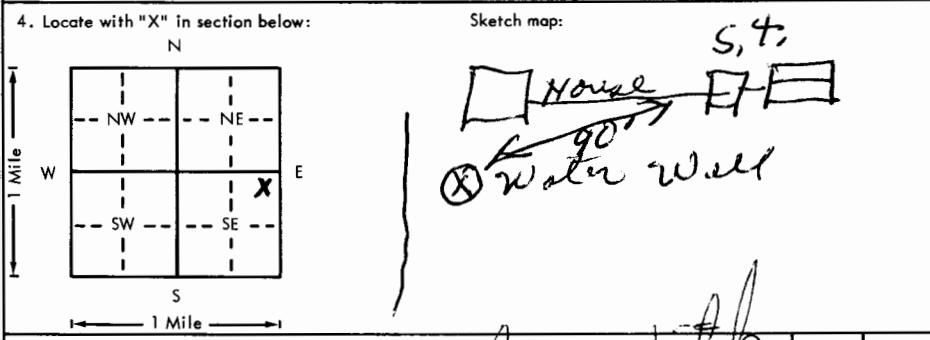 4. Locate with "X" in section below:
N
NW NE
W E
X
SW SE
S
1 Mile
1 Mile
Sketch map:
S, T,
House
90'
X Water Well